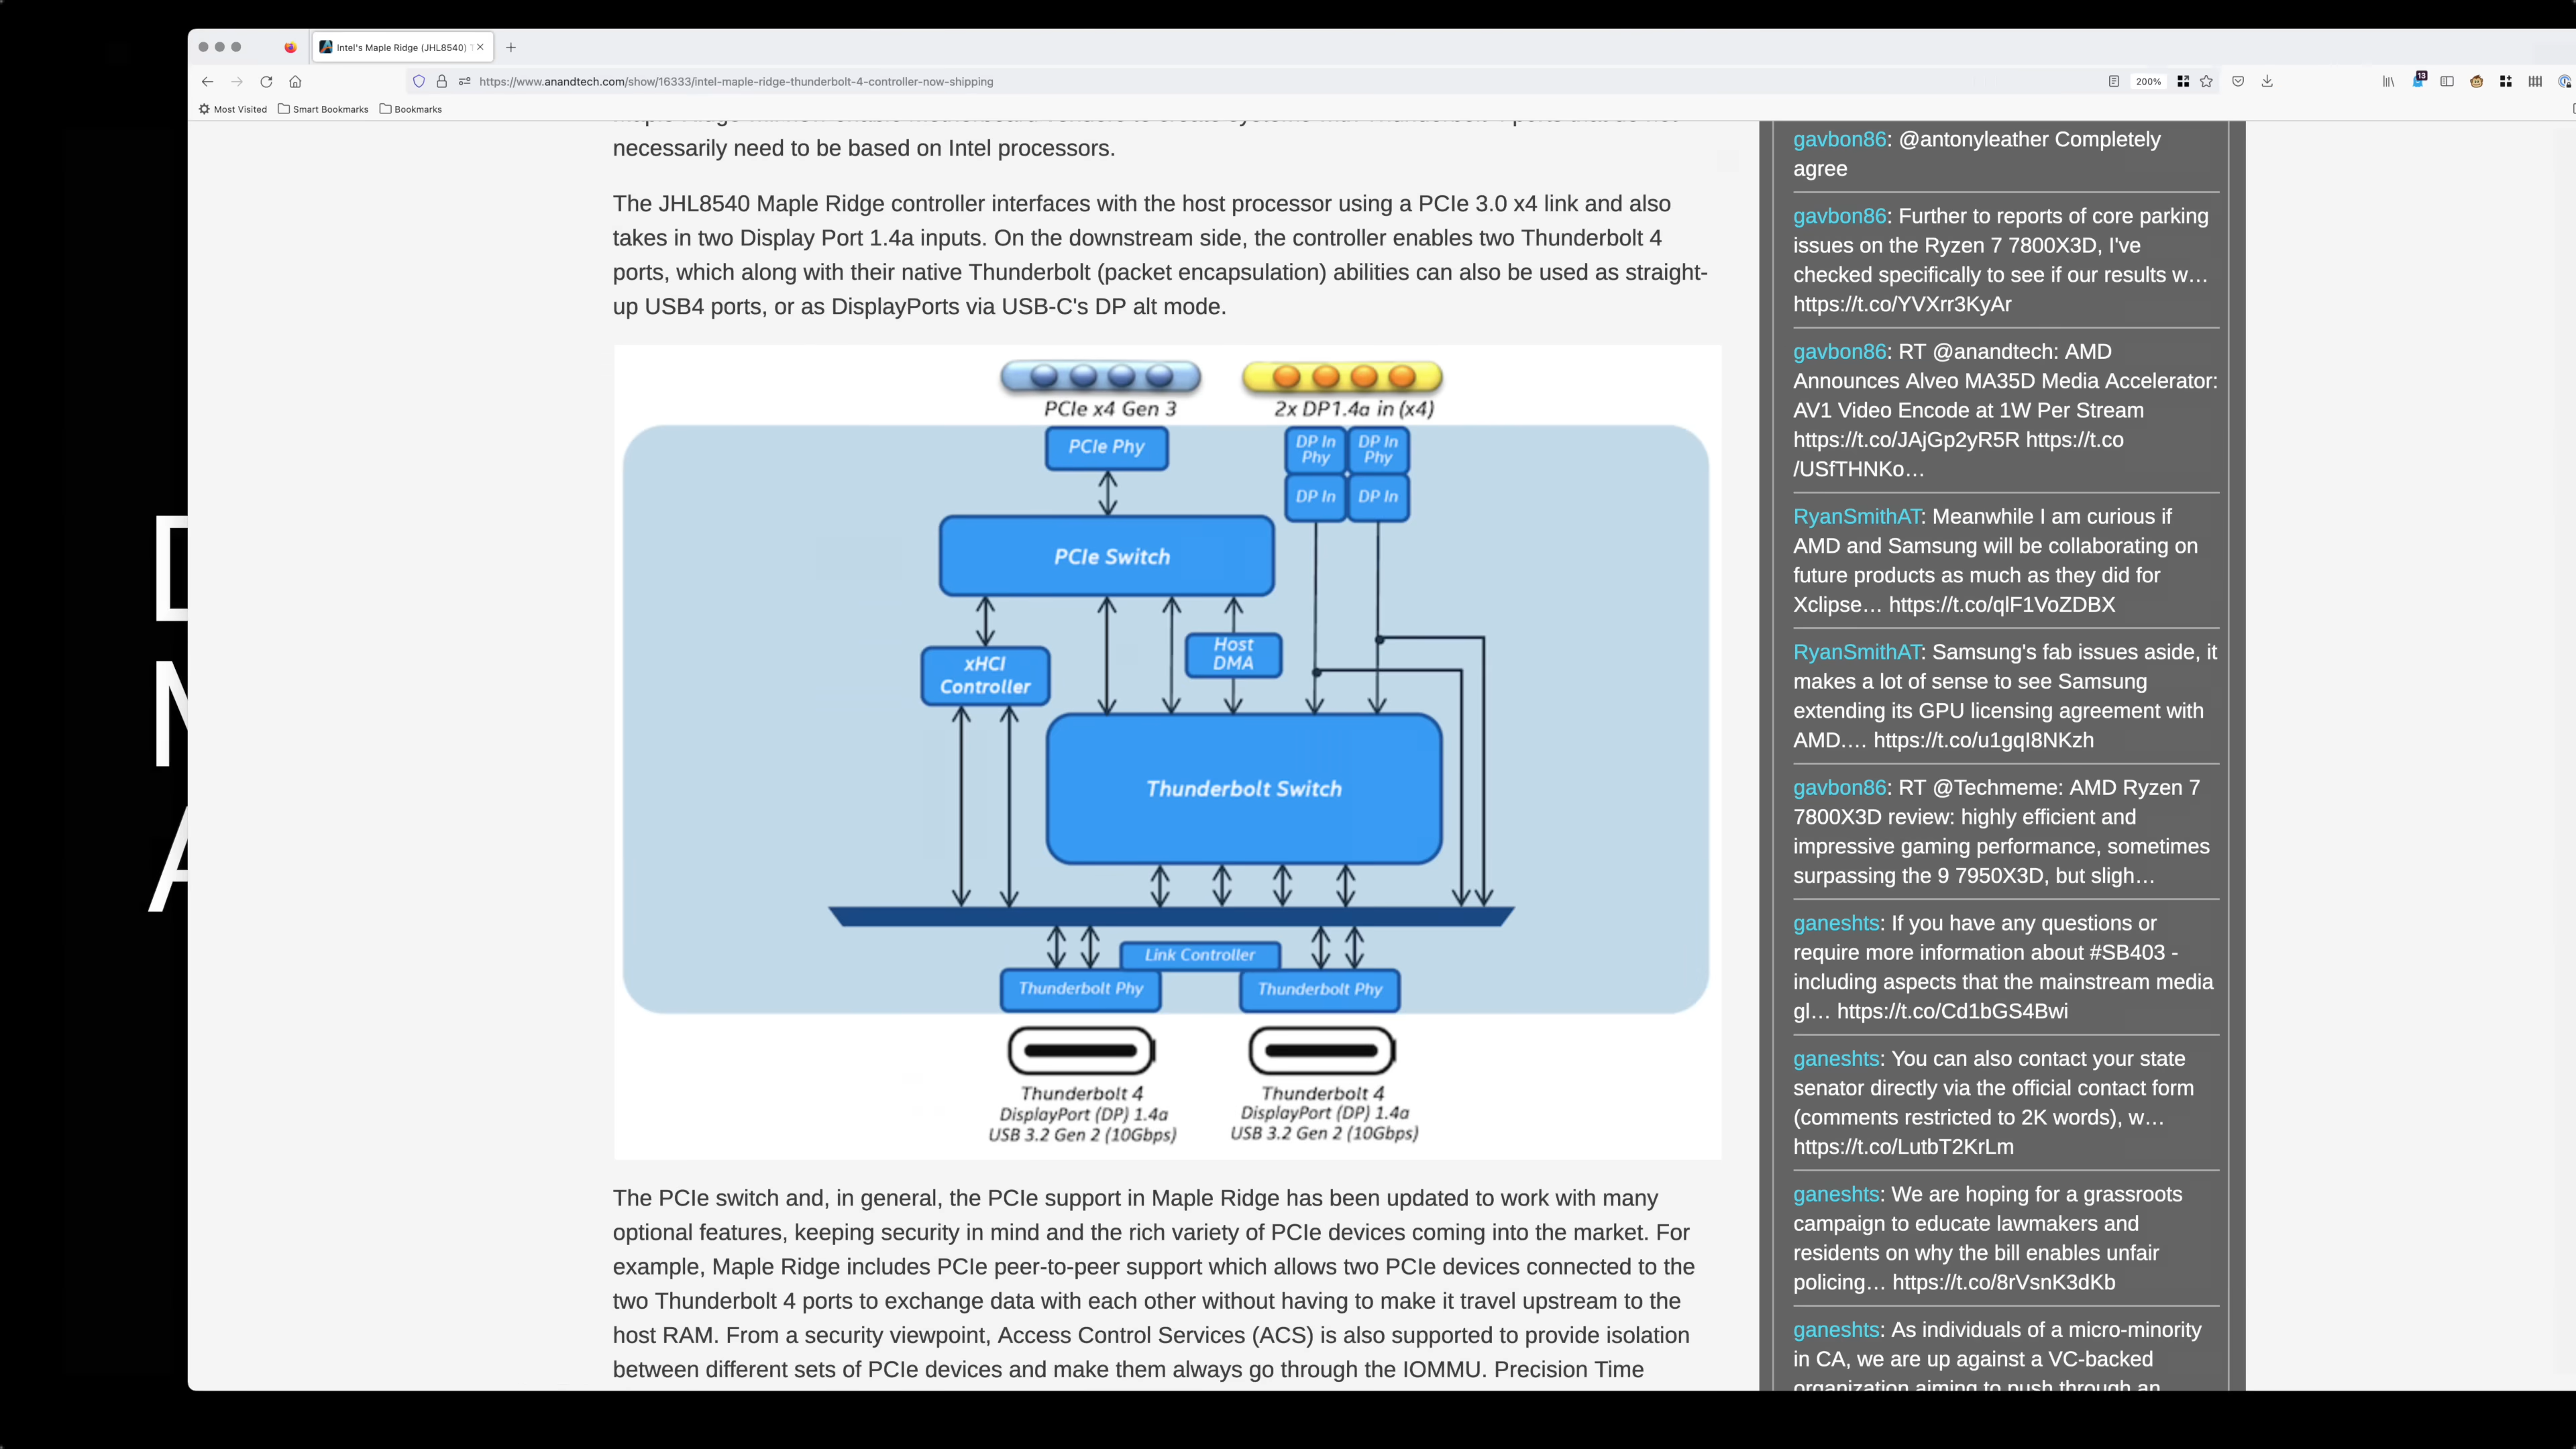 Intel's Maple Ridge (JHL8540)
https://www.anandtech.com/show/16333/intel-maple-ridge-thunderbolt-4-controller-now-shipping
200%
13
Most Visited
Smart Bookmarks
Bookmarks
necessarily need to be based on Intel processors.
The JHL8540 Maple Ridge controller interfaces with the host processor using a PCIe 3.0 x4 link and also
takes in two Display Port 1.4a inputs. On the downstream side, the controller enables two Thunderbolt 4
ports, which along with their native Thunderbolt (packet encapsulation) abilities can also be used as straight-
up USB4 ports, or as DisplayPorts via USB-C's DP alt mode.
PCIe x4 Gen 3
2x DP1.4a in (x4)
PCIe Phy
DP In
Phy
DP In
Phy
DP In
DP In
PCIe Switch
Host
DMA
xHCI
Controller
Thunderbolt Switch
Link Controller
Thunderbolt Phy
Thunderbolt Phy
Thunderbolt 4
DisplayPort (DP) 1.4a
USB 3.2 Gen 2 (10Gbps)
Thunderbolt 4
DisplayPort (DP) 1.4a
USB 3.2 Gen 2 (10Gbps)
The PCIe switch and, in general, the PCIe support in Maple Ridge has been updated to work with many
optional features, keeping security in mind and the rich variety of PCIe devices coming into the market. For
example, Maple Ridge includes PCIe peer-to-peer support which allows two PCIe devices connected to the
two Thunderbolt 4 ports to exchange data with each other without having to make it travel upstream to the
host RAM. From a security viewpoint, Access Control Services (ACS) is also supported to provide isolation
between different sets of PCIe devices and make them always go through the IOMMU. Precision Time
gavbon86: @antonyleather Completely
agree
gavbon86: Further to reports of core parking
issues on the Ryzen 7 7800X3D, I've
checked specifically to see if our results w…
https://t.co/YVXrr3KyAr
gavbon86: RT @anandtech: AMD
Announces Alveo MA35D Media Accelerator:
AV1 Video Encode at 1W Per Stream
https://t.co/JAjGp2yR5R https://t.co
/USfTHNKo…
RyanSmithAT: Meanwhile I am curious if
AMD and Samsung will be collaborating on
future products as much as they did for
Xclipse… https://t.co/qlF1VoZDBX
RyanSmithAT: Samsung's fab issues aside, it
makes a lot of sense to see Samsung
extending its GPU licensing agreement with
AMD.… https://t.co/u1gqI8NKzh
gavbon86: RT @Techmeme: AMD Ryzen 7
7800X3D review: highly efficient and
impressive gaming performance, sometimes
surpassing the 9 7950X3D, but sligh…
ganeshts: If you have any questions or
require more information about #SB403 -
including aspects that the mainstream media
gl… https://t.co/Cd1bGS4Bwi
ganeshts: You can also contact your state
senator directly via the official contact form
(comments restricted to 2K words), w…
https://t.co/LutbT2KrLm
ganeshts: We are hoping for a grassroots
campaign to educate lawmakers and
residents on why the bill enables unfair
policing… https://t.co/8rVsnK3dKb
ganeshts: As individuals of a micro-minority
in CA, we are up against a VC-backed
organization aiming to push through an